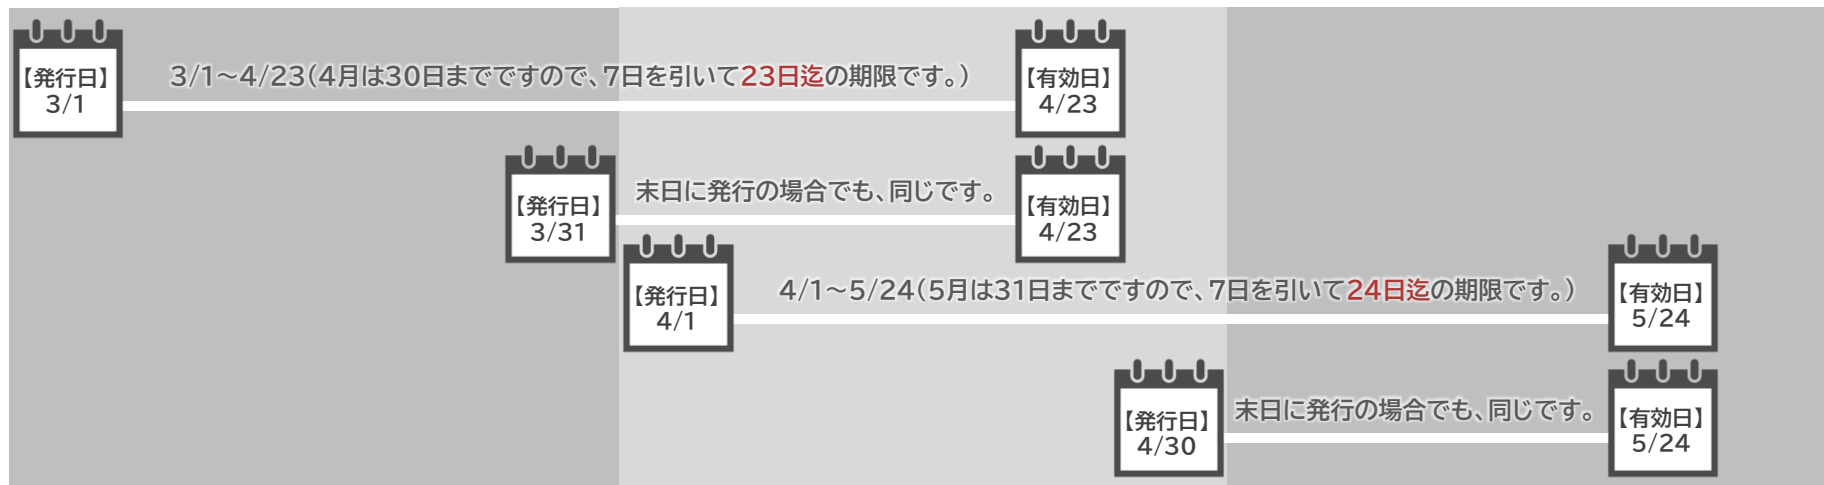 【発行日】
3/1
3/1～4/23（4月は30日までですので、7日を引いて23日迄の期限です。）
【有効日】
4/23
【発行日】
3/31
末日に発行の場合でも、同じです。
【有効日】
4/23
【発行日】
4/1
4/1～5/24（5月は31日までですので、7日を引いて24日迄の期限です。）
【有効日】
5/24
【発行日】
4/30
末日に発行の場合でも、同じです。
【有効日】
5/24